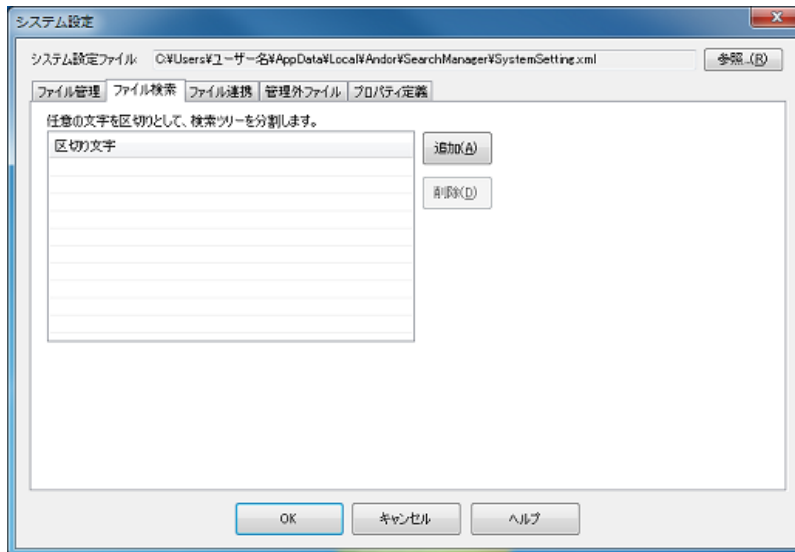 システム設定
システム設定ファイル C:¥Users¥ユーザー名¥AppData¥Local¥Andor¥SearchManager¥SystemSetting.xml 参照...(R)
ファイル管理 ファイル検索 ファイル連携 管理外ファイル プロパティ定義
任意の文字を区切りとして、検索ツリーを分割します。
区切り文字 追加(A)
削除(D)
OK キャンセル ヘルプ